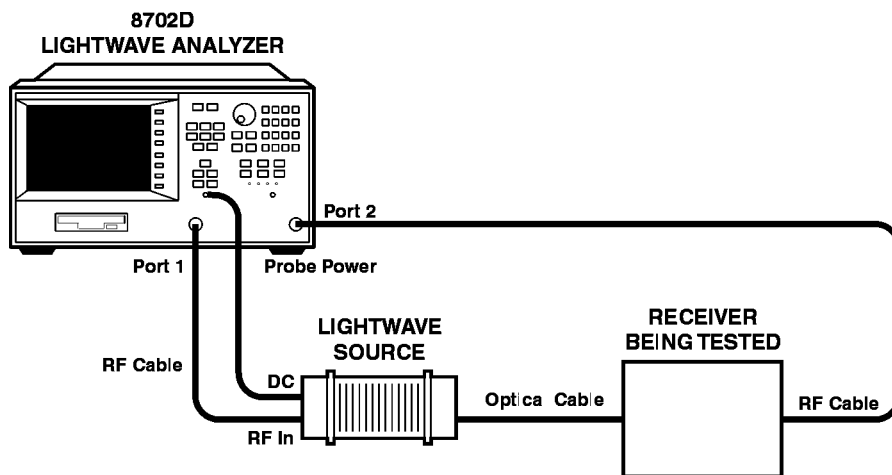 8702D
LIGHTWAVE ANALYZER
Port 2
Port 1
Probe Power
LIGHTWAVE
SOURCE
RECEIVER
BEING TESTED
RF Cable
DC
Optica Cable
RF Cable
RF In